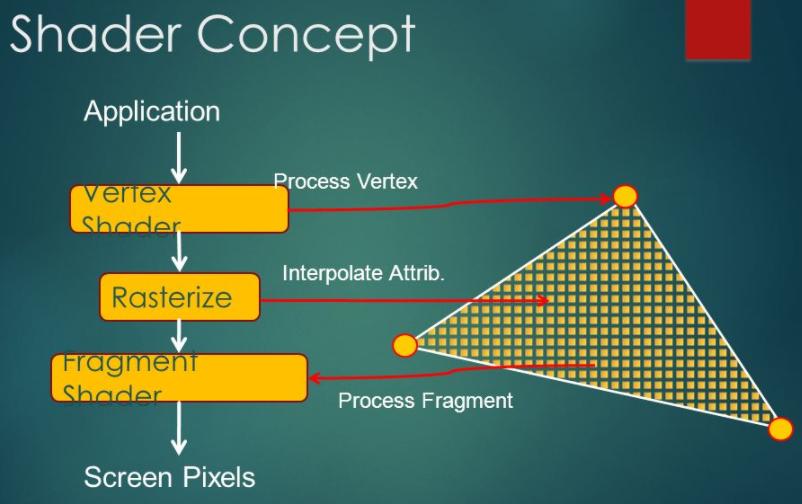 Shader Concept
Application
Process Vertex
Vertex
Shader
Interpolate Attrib.
Rasterize
Fragment
Shader
Process Fragment
Screen Pixels